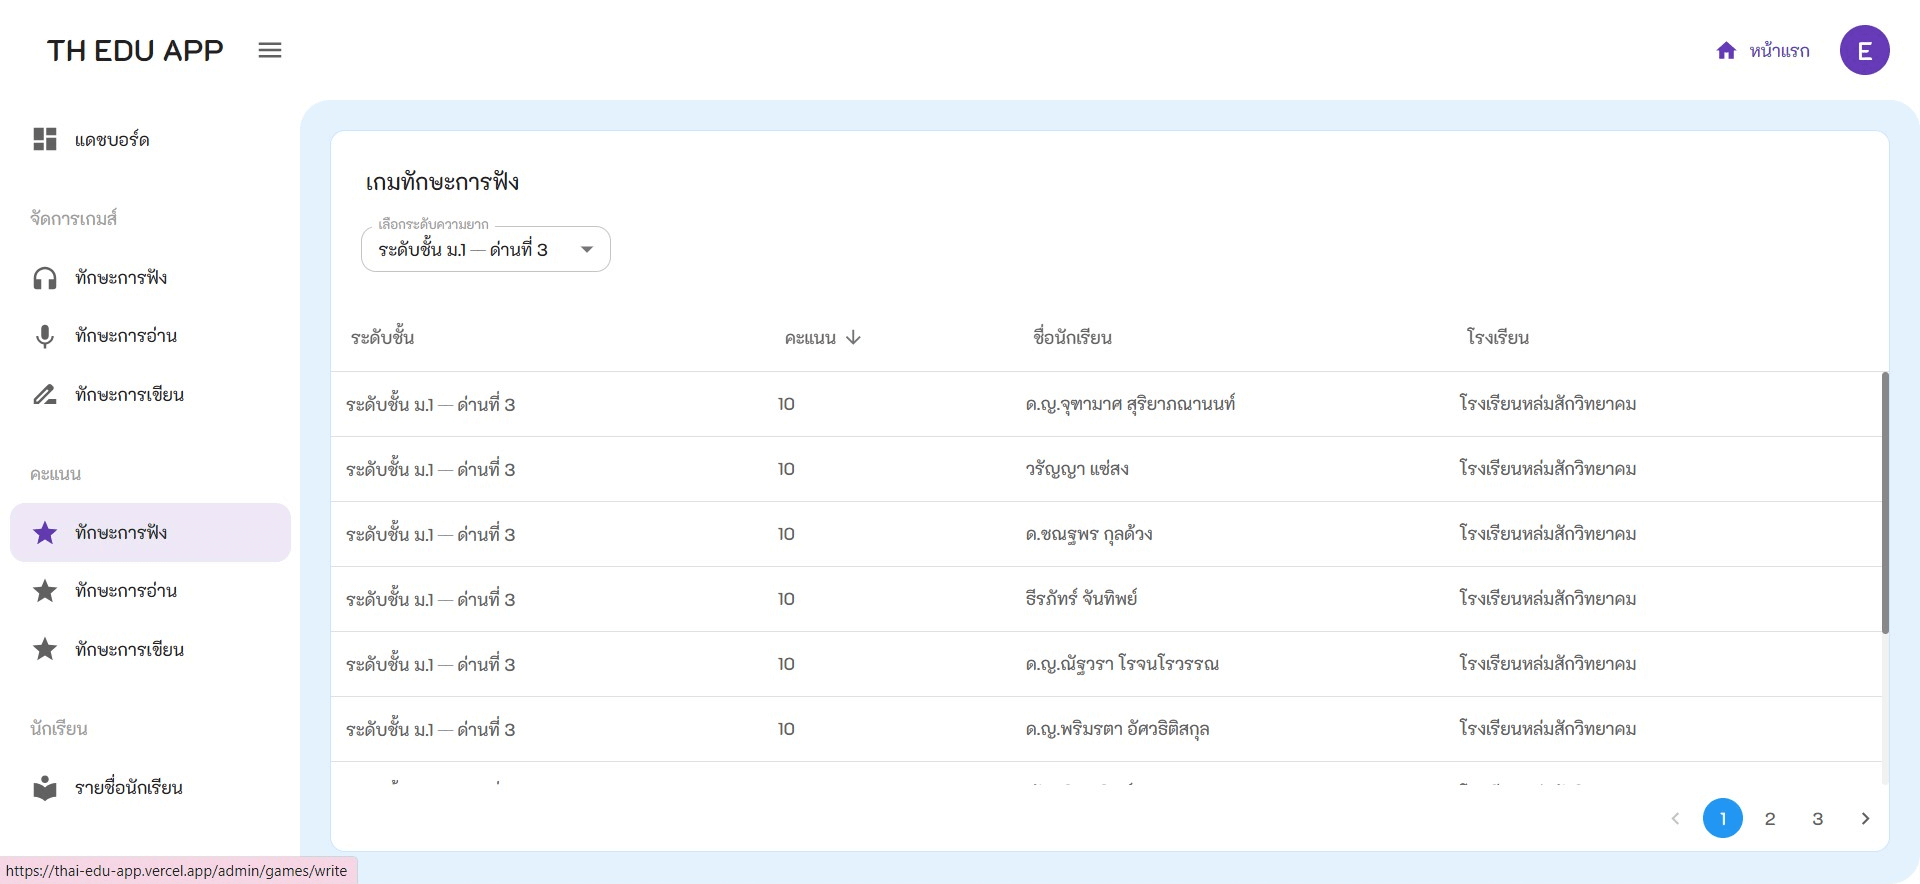 TH EDU APP
หน้าแรก
E
แดชบอร์ด
จัดการเกมส์
ทักษะการฟัง
ทักษะการอ่าน
ทักษะการเขียน
คะแนน
ทักษะการฟัง
ทักษะการอ่าน
ทักษะการเขียน
นักเรียน
รายชื่อนักเรียน
เกมทักษะการฟัง
เลือกระดับความยาก
ระดับชั้น ม.1 — ด่านที่ 3
ระดับชั้น คะแนน ชื่อนักเรียน โรงเรียน
ระดับชั้น ม.1 — ด่านที่ 3 10 ด.ญ.จุฑามาศ สุริยาภณานนท์ โรงเรียนหล่มสักวิทยาคม
ระดับชั้น ม.1 — ด่านที่ 3 10 วรัญญา แซ่สง โรงเรียนหล่มสักวิทยาคม
ระดับชั้น ม.1 — ด่านที่ 3 10 ด.ชณฐพร กุลด้วง โรงเรียนหล่มสักวิทยาคม
ระดับชั้น ม.1 — ด่านที่ 3 10 ธีรภัทร์ จันทิพย์ โรงเรียนหล่มสักวิทยาคม
ระดับชั้น ม.1 — ด่านที่ 3 10 ด.ญ.ณัฐวรา โรจนโรวรรณ โรงเรียนหล่มสักวิทยาคม
ระดับชั้น ม.1 — ด่านที่ 3 10 ด.ญ.พริมรตา อัศวธิติสกุล โรงเรียนหล่มสักวิทยาคม
1 2 3
https://thai-edu-app.vercel.app/admin/games/write